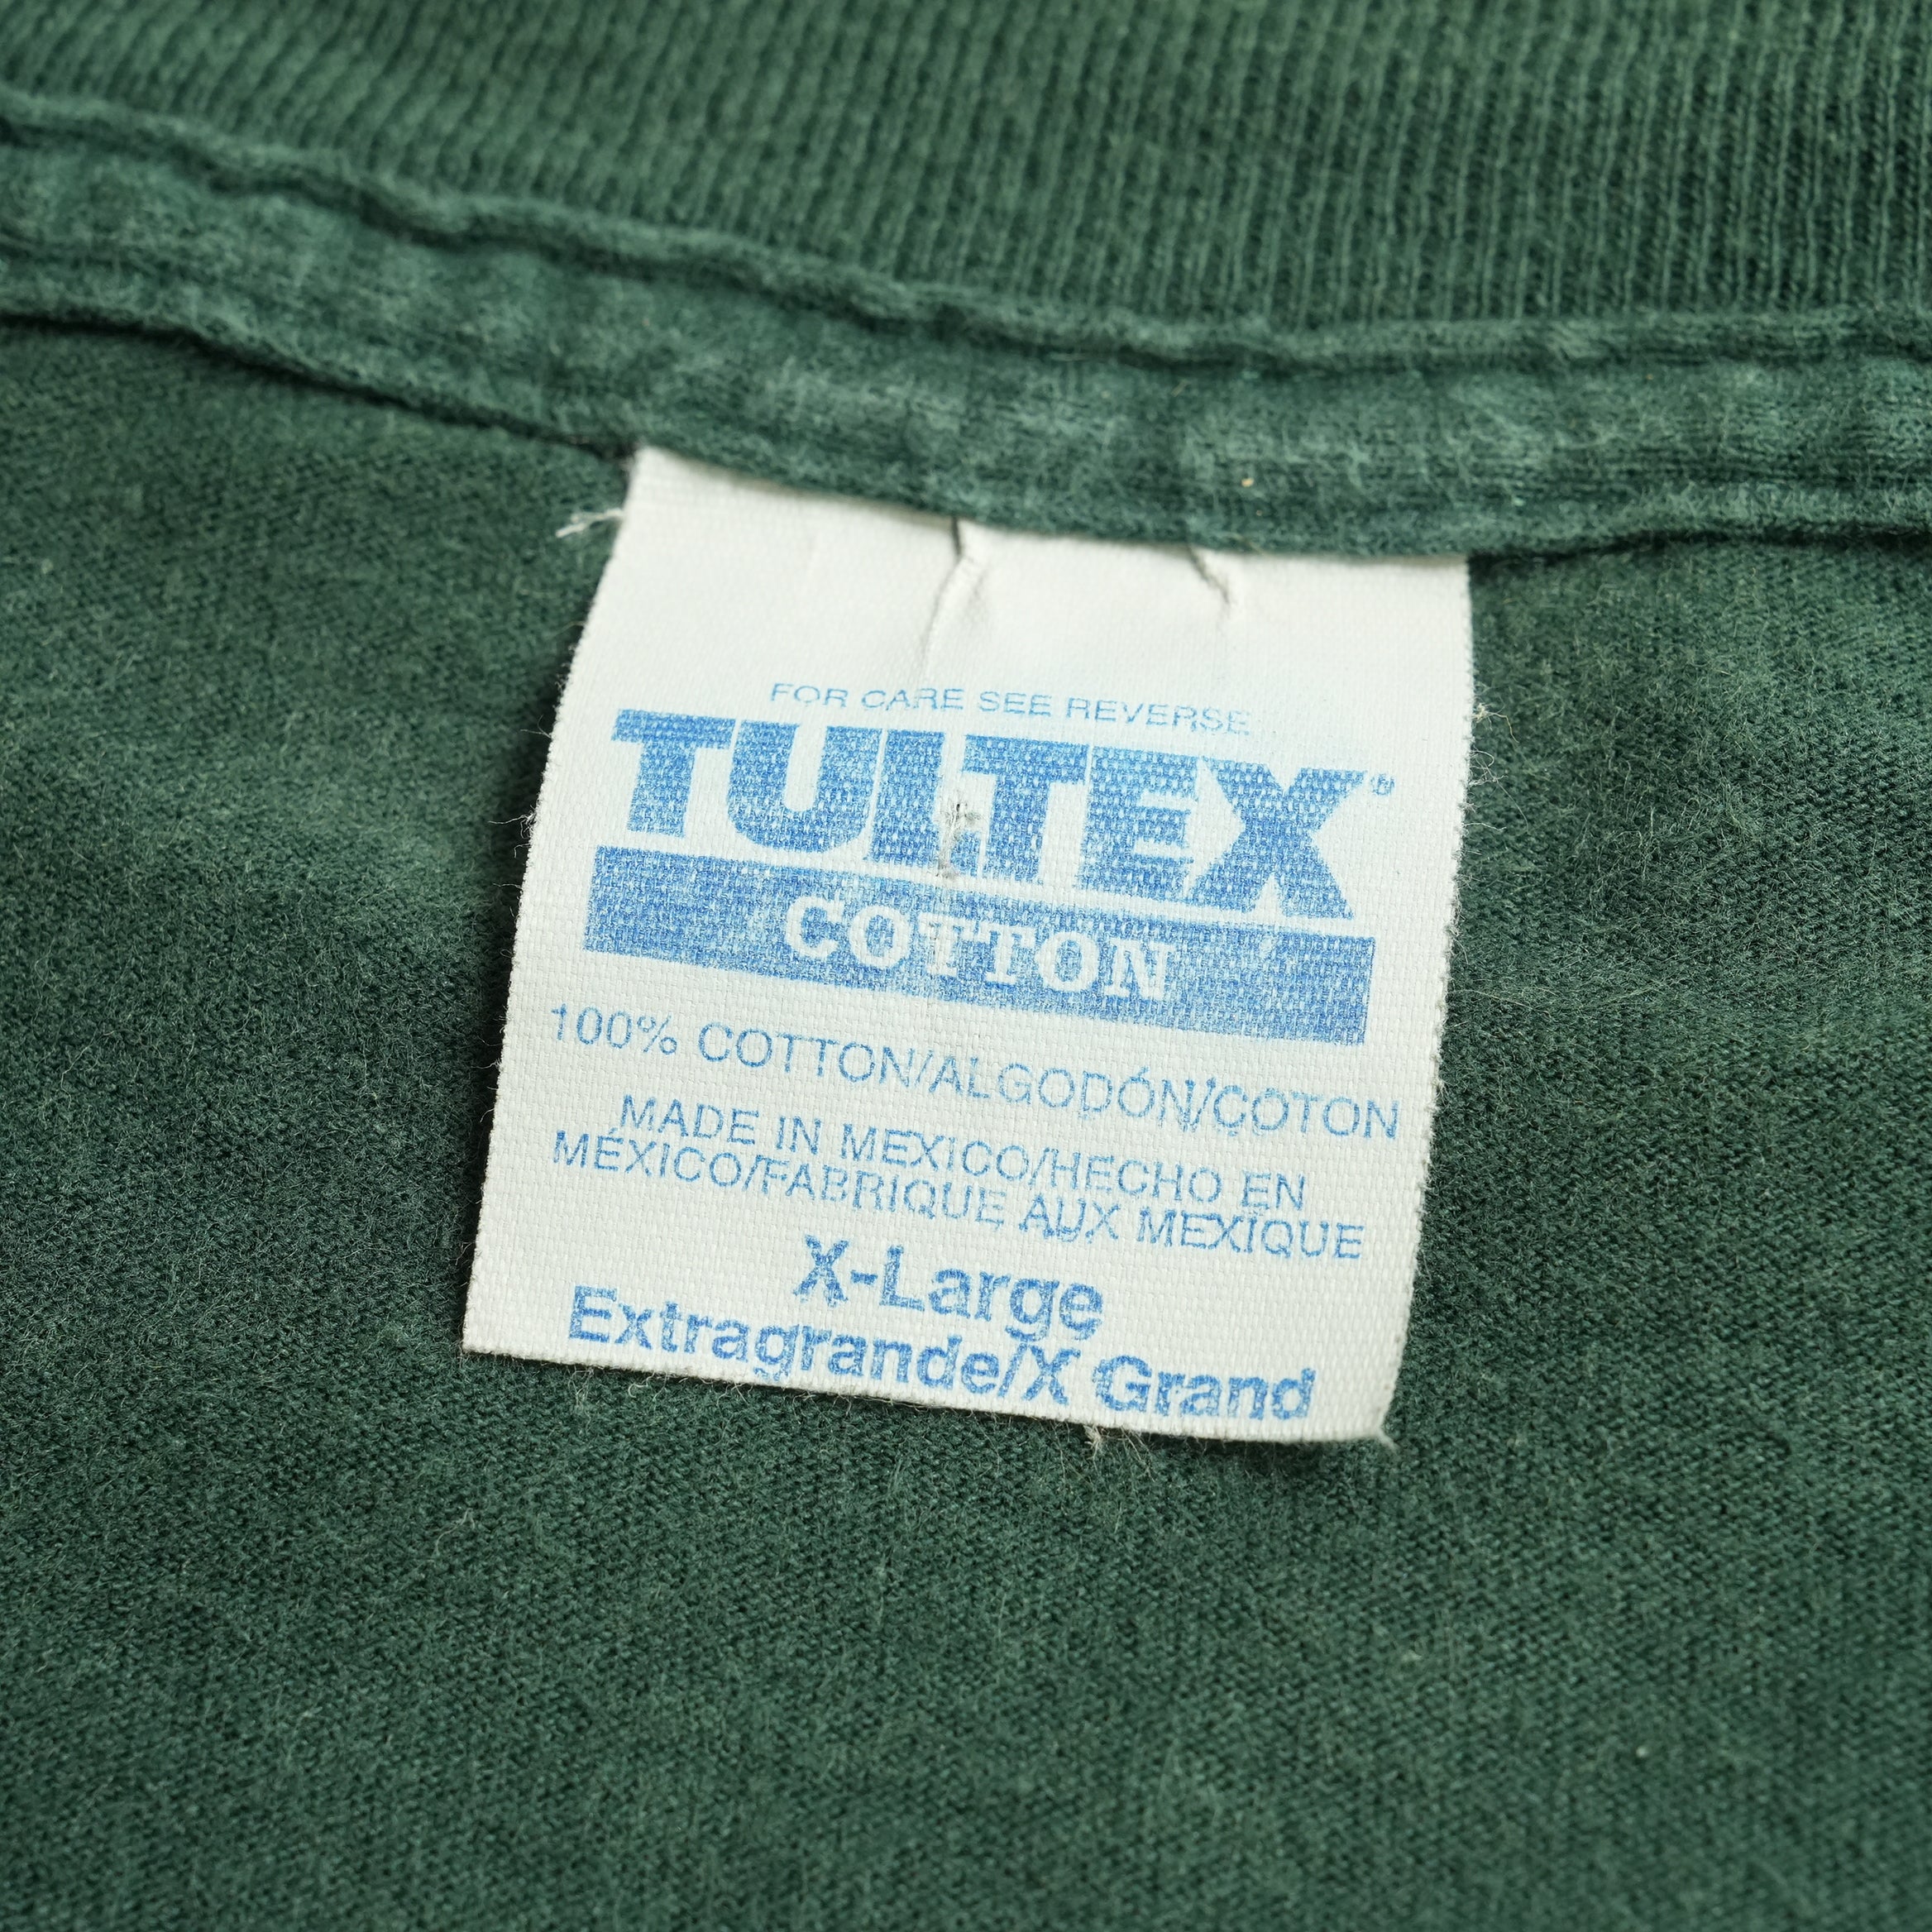 FOR CARE SEE REVERSE
TULTEX®
COTTON
100% COTTON/ALGODÓN/COTON
MADE IN MEXICO/HECHO EN
MÉXICO/FABRIQUE AUX MEXIQUE
X-Large
Extragrande/X Grand